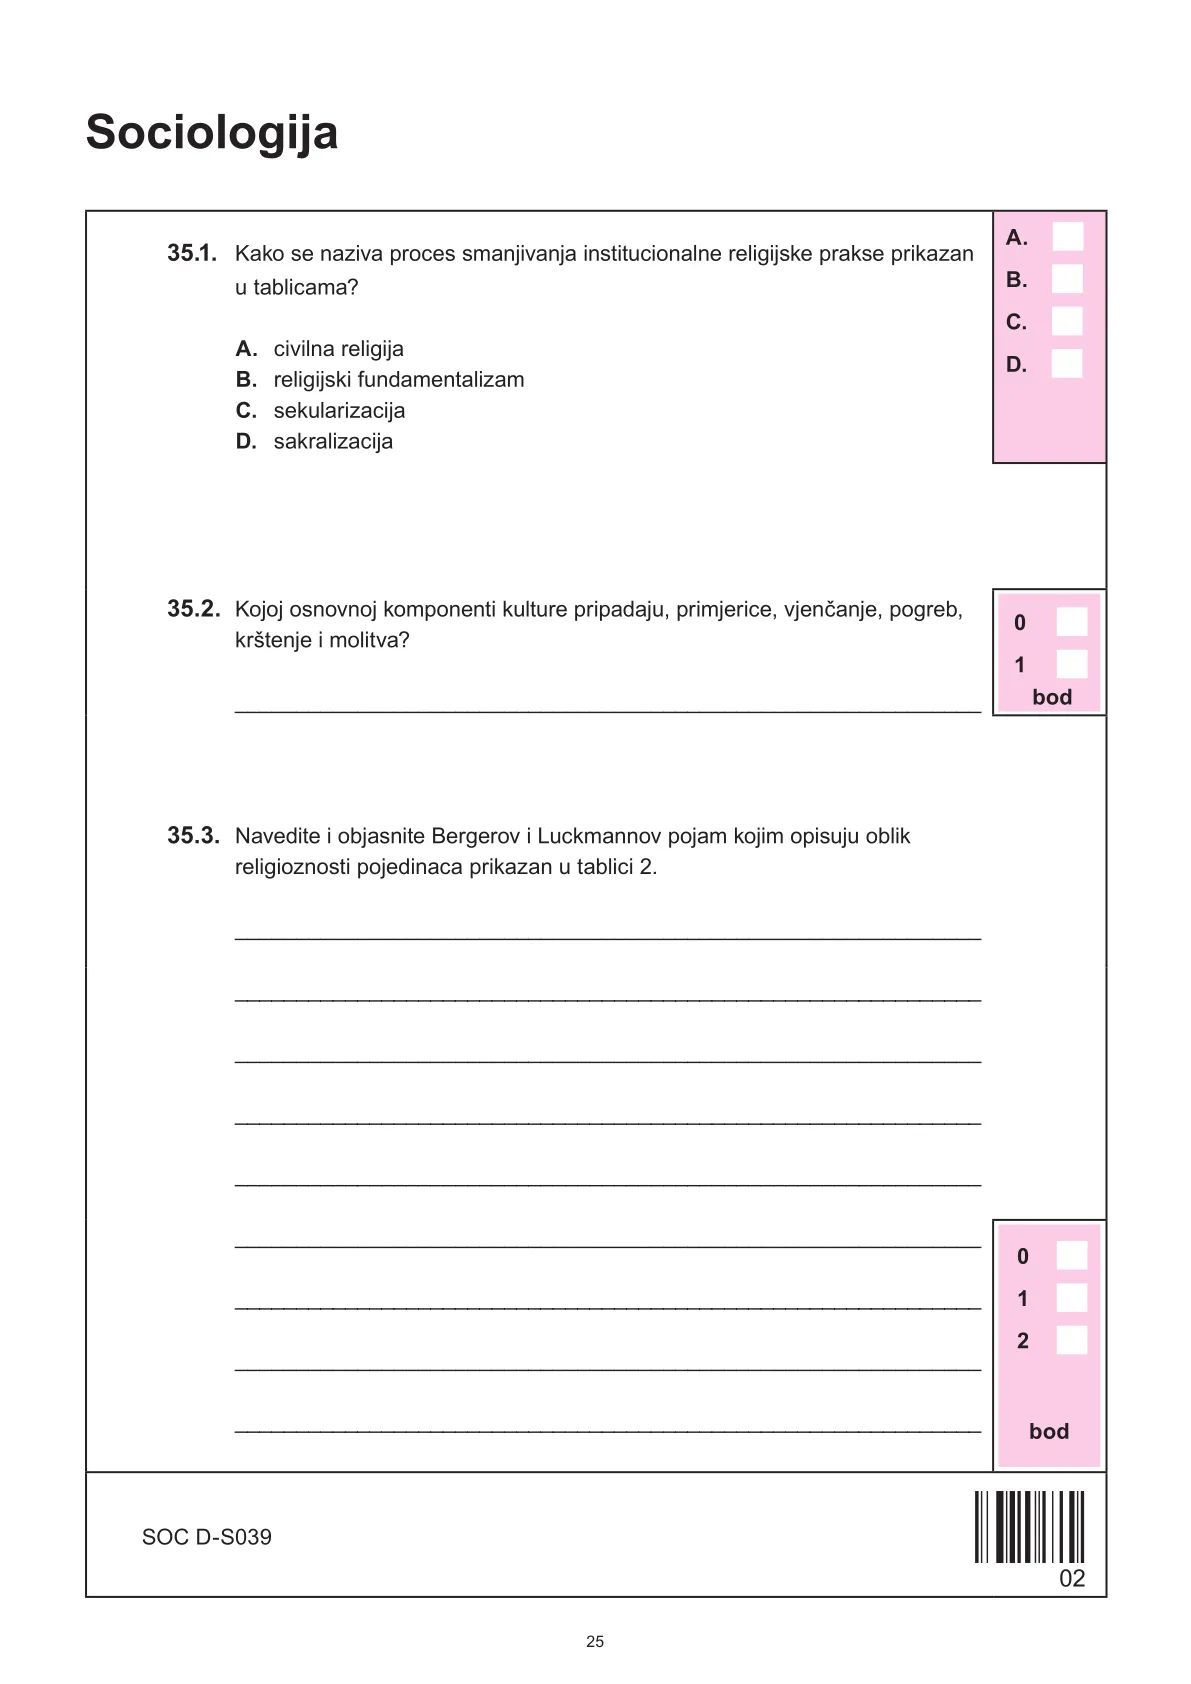 Sociologija
35.1. Kako se naziva proces smanjivanja institucionalne religijske prakse prikazan
u tablicama?
A. civilna religija
B. religijski fundamentalizam
C. sekularizacija
D. sakralizacija
A.
B.
C.
D.
35.2. Kojoj osnovnoj komponenti kulture pripadaju, primjerice, vjenčanje, pogreb,
krštenje i molitva?
0
1
bod
35.3. Navedite i objasnite Bergerov i Luckmannov pojam kojim opisuju oblik
religioznosti pojedinaca prikazan u tablici 2.
0
1
2
bod
SOC D-S039
02
25